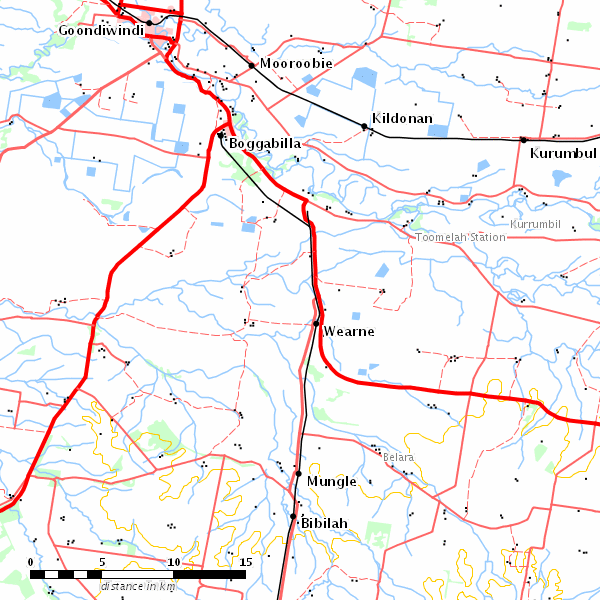 Goondiwindi
Mooroobie
Kildonan
Boggabilla
Kurumbul
Kurrumbil
Toomelah Station
Wearne
Belara
Mungle
Bibilah
0 5 10 15
distance in km